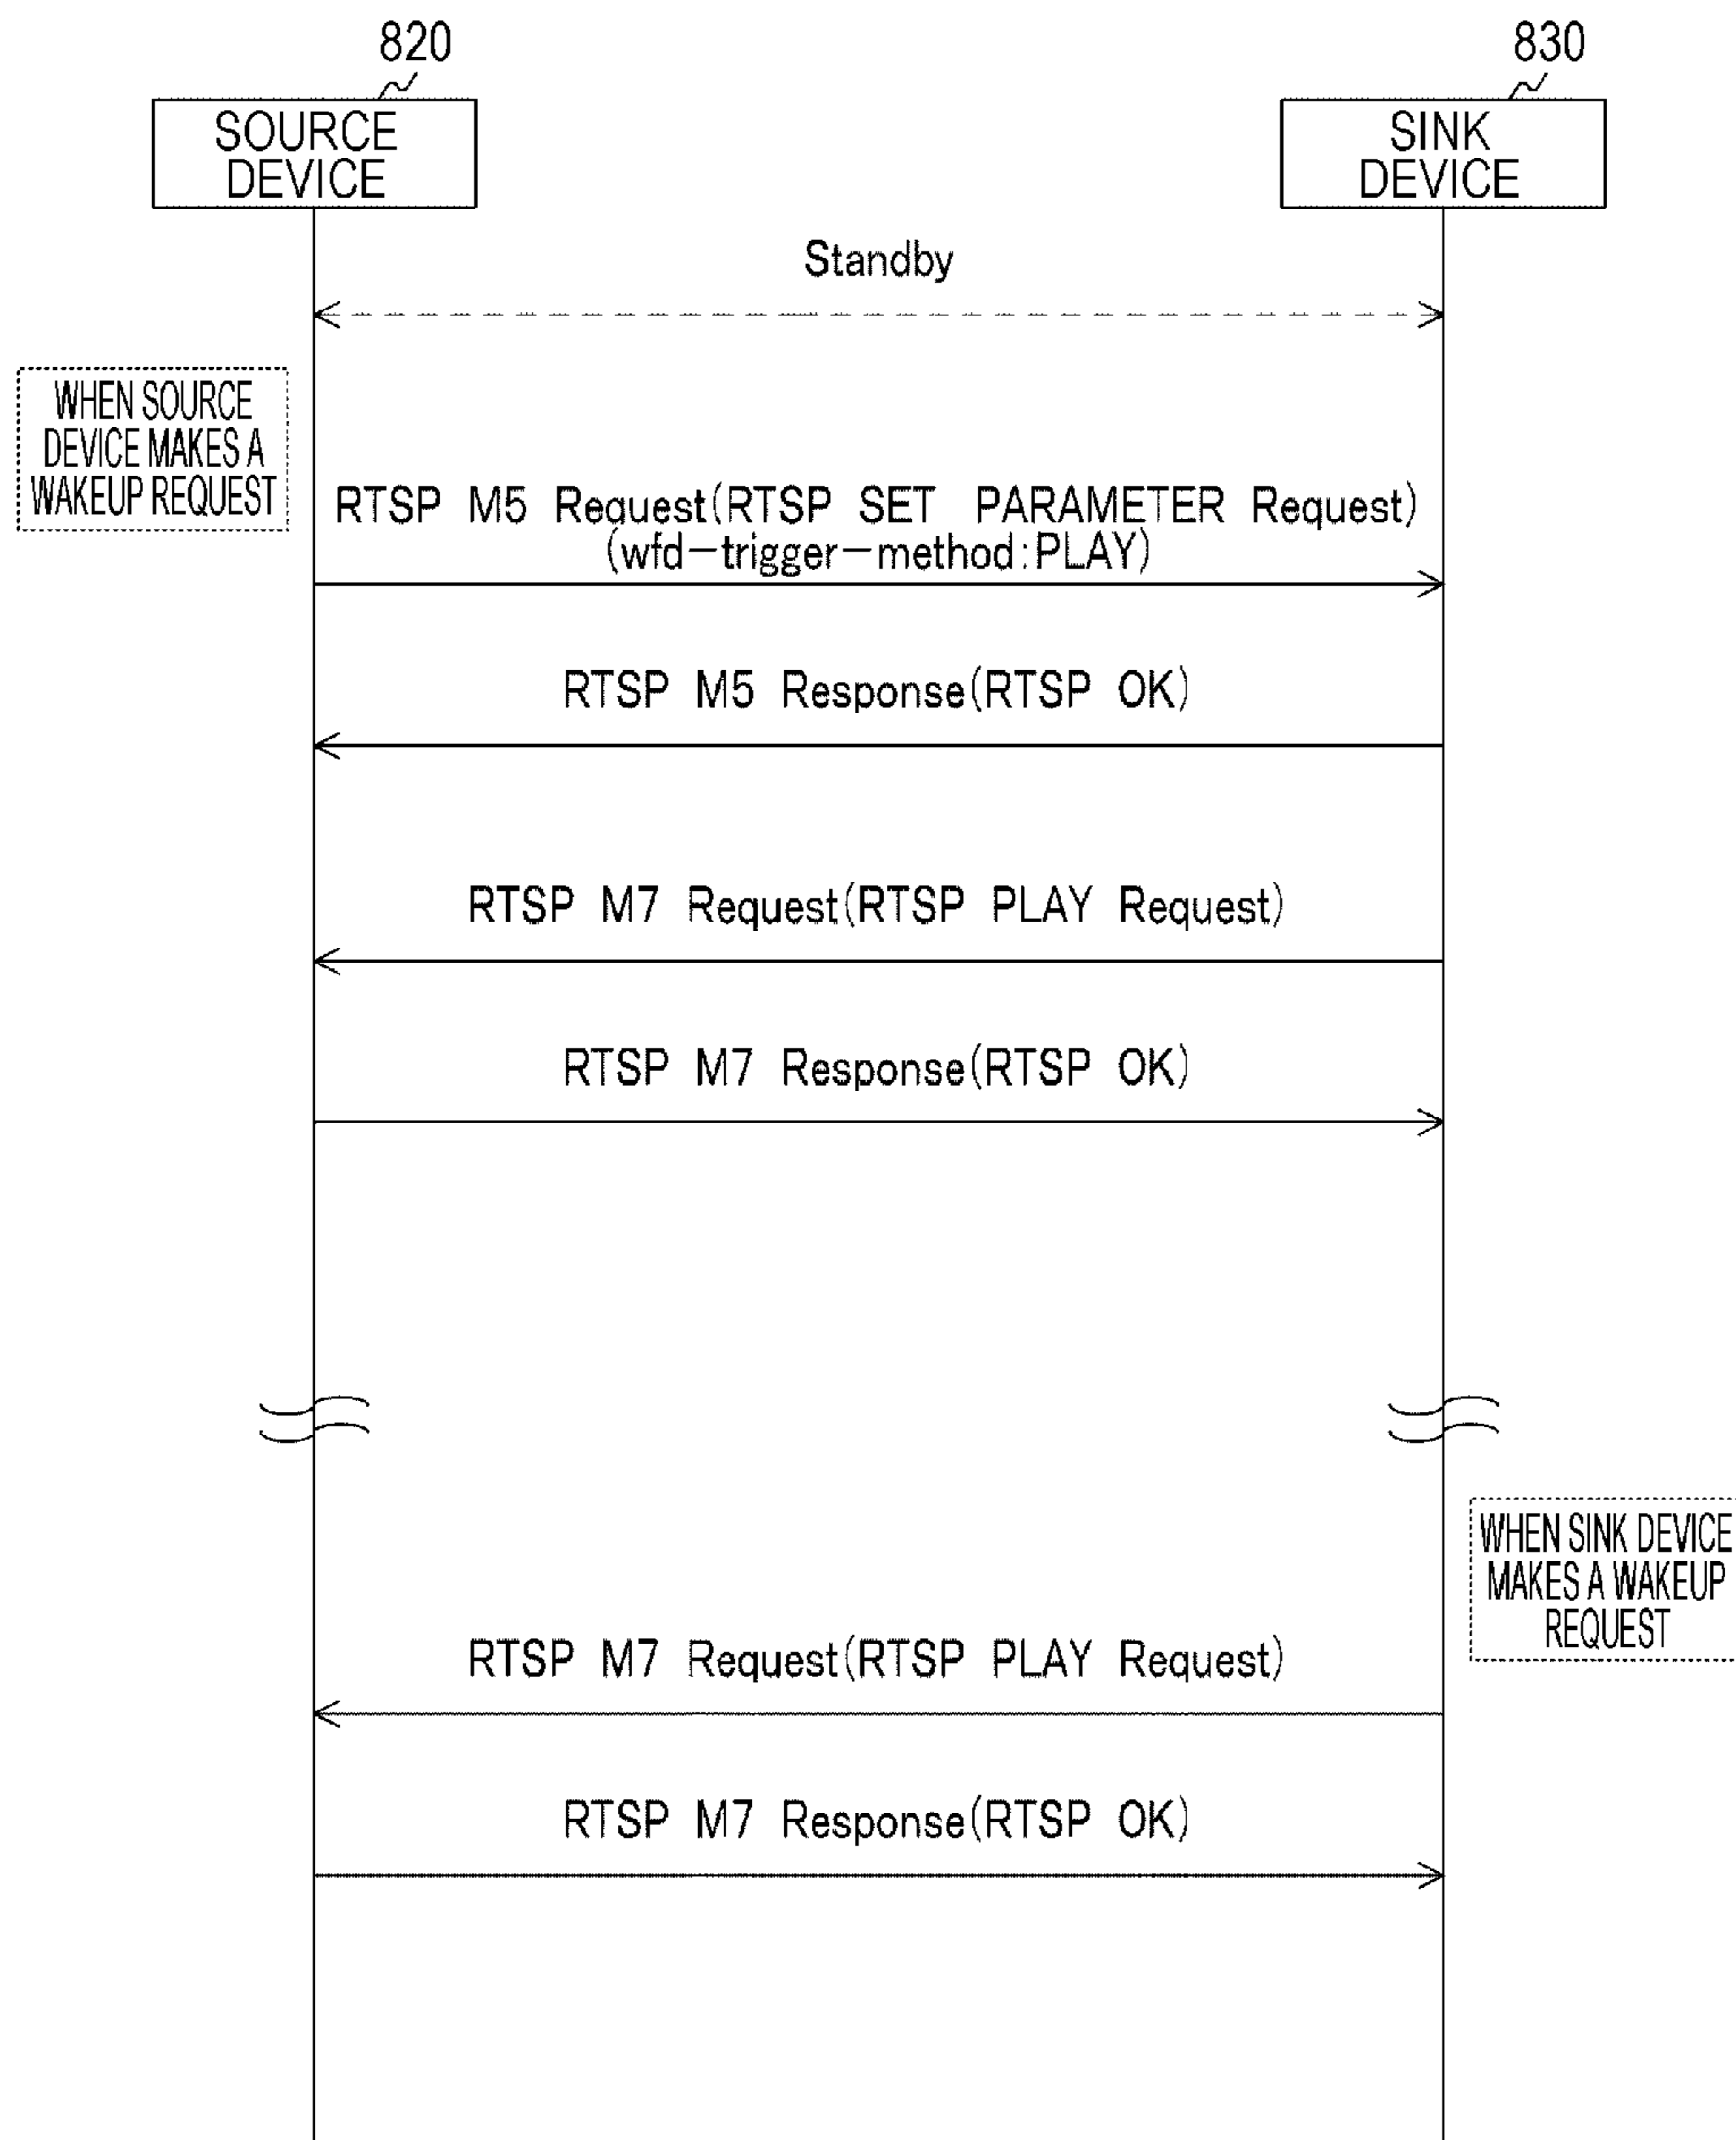 820
830
SOURCE
DEVICE
SINK
DEVICE
Standby
WHEN SOURCE
DEVICE MAKES A
WAKEUP REQUEST
RTSP M5 Request(RTSP SET PARAMETER Request)
(wfd-trigger-method:PLAY)
RTSP M5 Response(RTSP OK)
RTSP M7 Request(RTSP PLAY Request)
RTSP M7 Response(RTSP OK)
WHEN SINK DEVICE
MAKES A WAKEUP
REQUEST
RTSP M7 Request(RTSP PLAY Request)
RTSP M7 Response(RTSP OK)